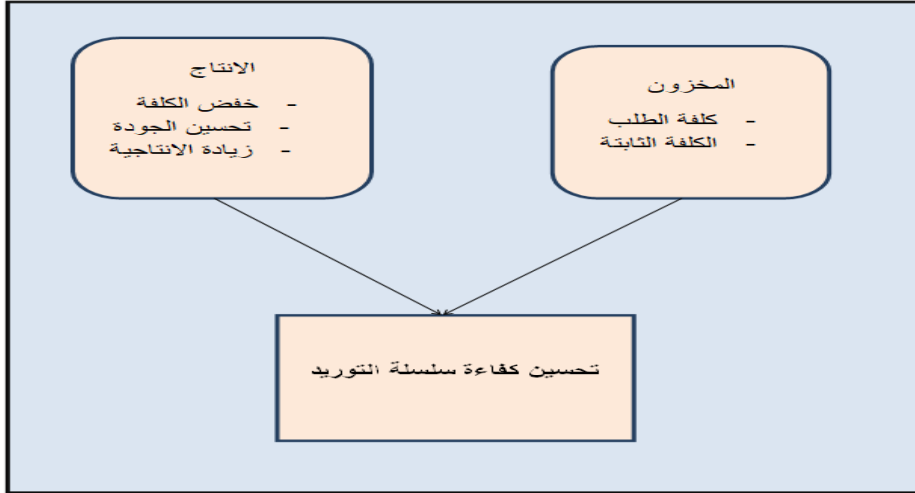 المخزون
- كلفة الطلب
- الكلفة الثابتة
الانتاج
- خفض الكلفة
- تحسين الجودة
- زيادة الانتاجية
تحسين كفاءة سلسلة التوريد